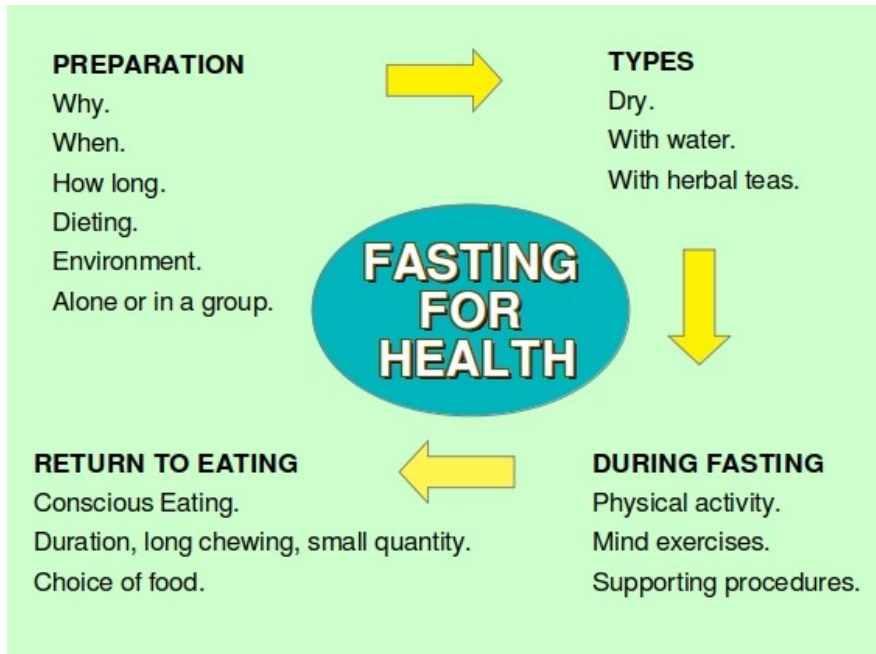 PREPARATION
Why.
When.
How long.
Dieting.
Environment.
Alone or in a group.
TYPES
Dry.
With water.
With herbal teas.
FASTING
FOR
HEALTH
DURING FASTING
Physical activity.
Mind exercises.
Supporting procedures.
RETURN TO EATING
Conscious Eating.
Duration, long chewing, small quantity.
Choice of food.